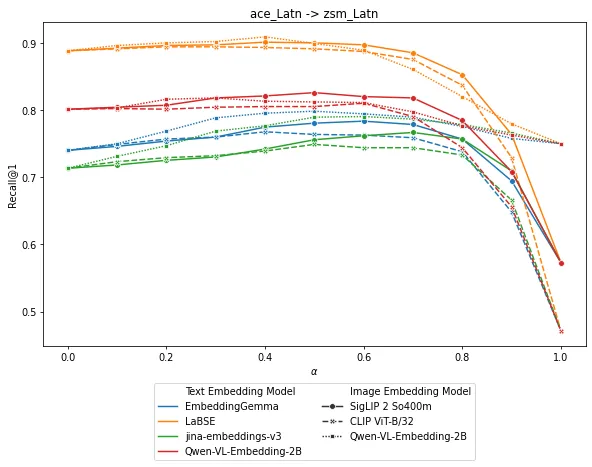 ace_Latn -> zsm_Latn
Recall@1
0.9
0.8
0.7
0.6
0.5
0.0 0.2 0.4 0.6 0.8 1.0
α
Text Embedding Model Image Embedding Model
EmbeddingGemma SigLIP 2 So400m
LaBSE CLIP ViT-B/32
jina-embeddings-v3 Qwen-VL-Embedding-2B
Qwen-VL-Embedding-2B